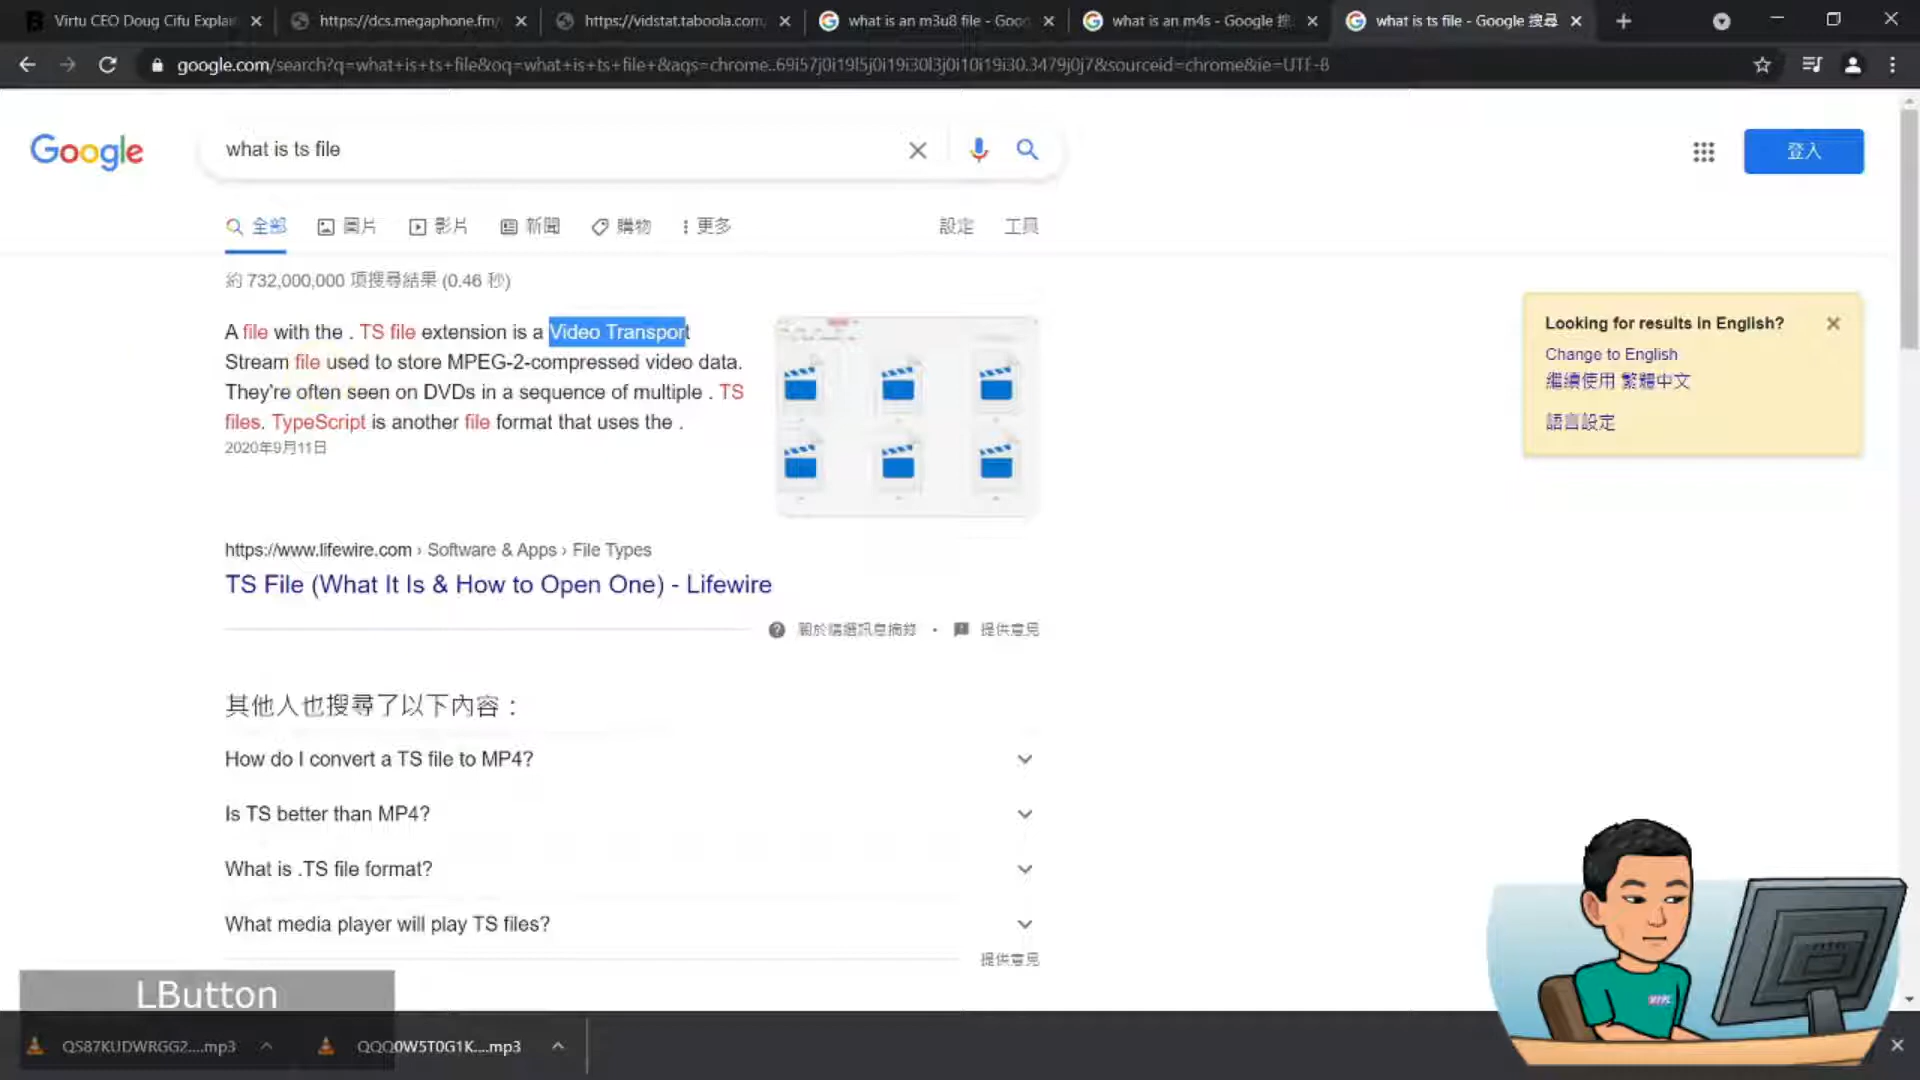 Virtu CEO Doug Cifu Explai
https://dcs.megaphone.fm/
https://vidstat.taboola.com
what is an m3u8 file - Goo
what is an m4s - Google 搜
what is ts file - Google 搜尋
google.com/search?q=what+is+ts+file&oq=what+is+ts+file+&aqs=chrome..69i57j0i19l5j0i19i30l3j0i10i19i30.3479j0j7&sourceid=chrome&ie=UTF-8
Google
what is ts file
登入
全部
圖片
影片
新聞
購物
更多
設定
工具
約 732,000,000 項搜尋結果 (0.46 秒)
A file with the . TS file extension is a Video Transport
Stream file used to store MPEG-2-compressed video data.
They're often seen on DVDs in a sequence of multiple . TS
files. TypeScript is another file format that uses the .
2020年9月11日
Looking for results in English?
Change to English
繼續使用 繁體中文
語言設定
https://www.lifewire.com › Software & Apps › File Types
TS File (What It Is & How to Open One) - Lifewire
關於精選訊息摘錄
•
提供意見
其他人也搜尋了以下內容：
How do I convert a TS file to MP4?
Is TS better than MP4?
What is .TS file format?
What media player will play TS files?
提供意見
LButton
QS87KUDWRGG2....mp3
QQQ0W5T0G1K....mp3